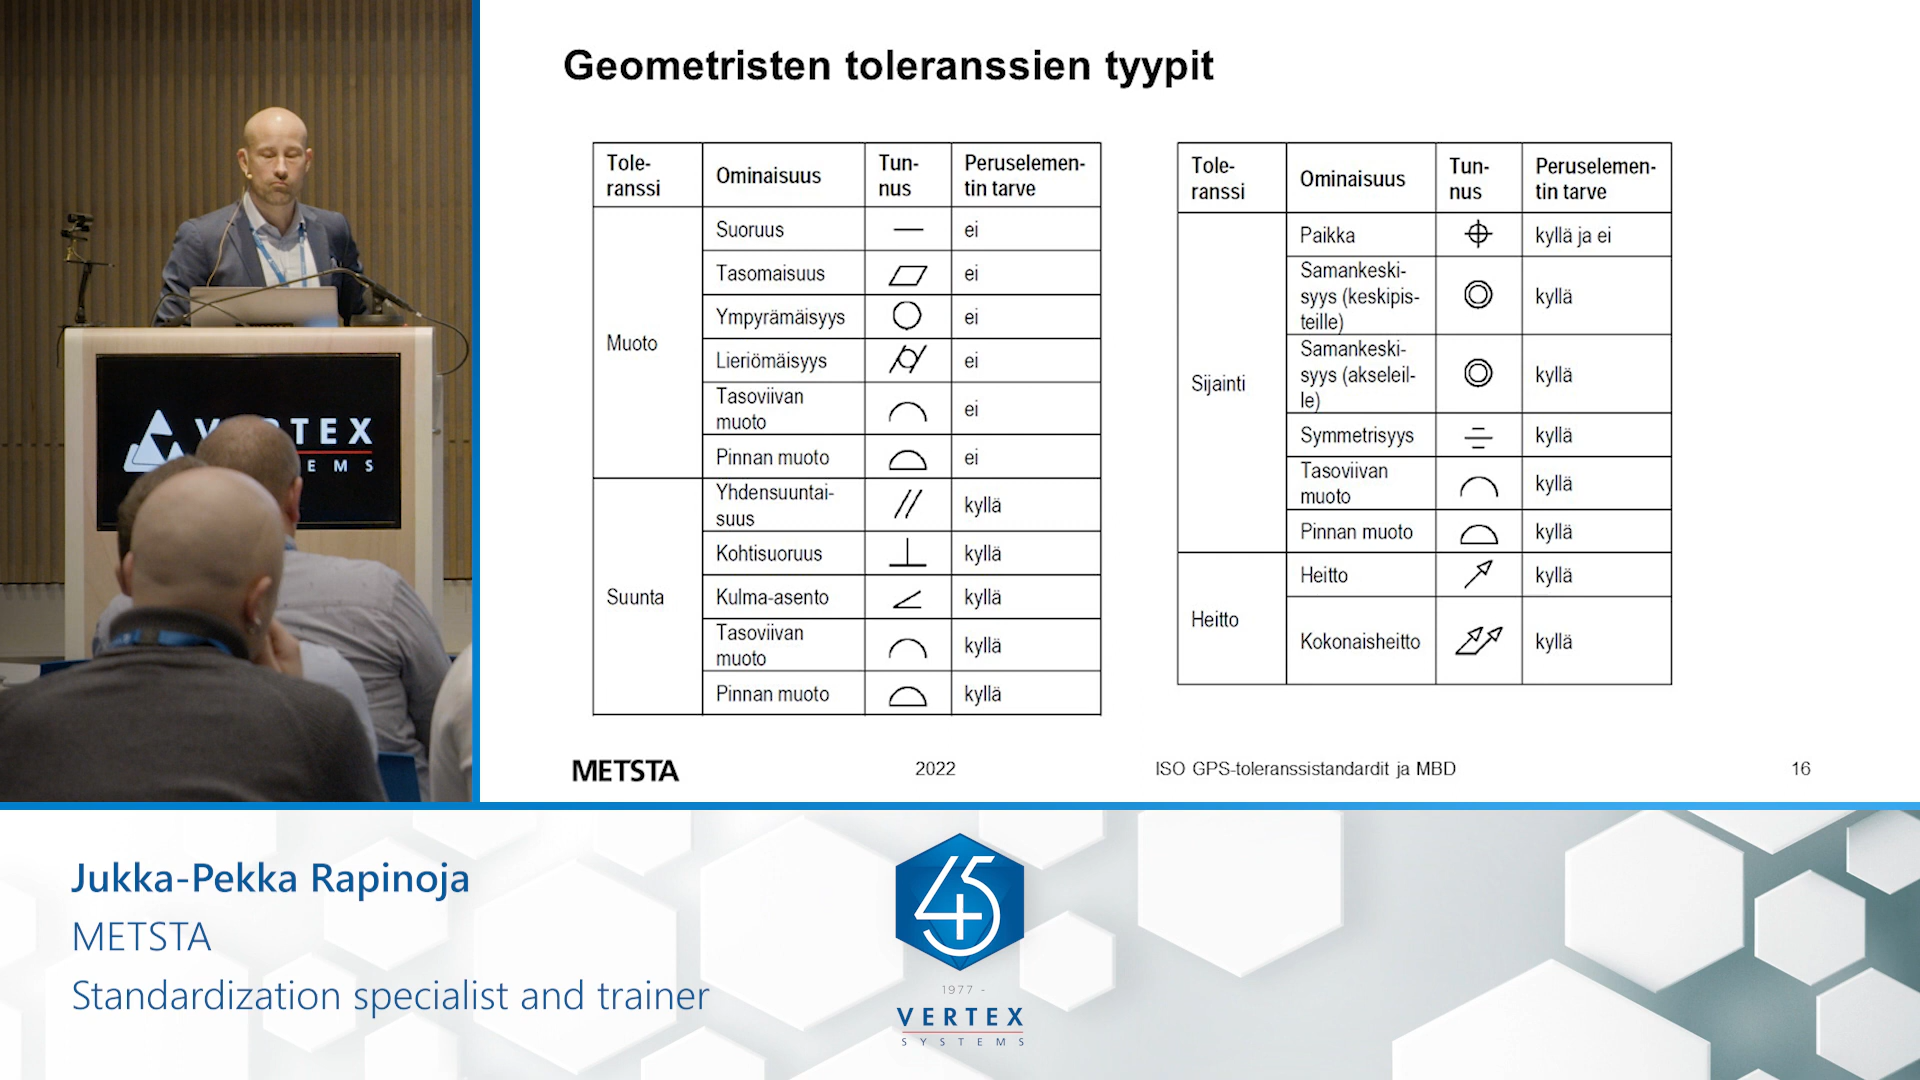 Geometristen toleranssien tyypit
Tole-
ranssi
Ominaisuus
Tun-
nus
Peruselemen-
tin tarve
Muoto
Suoruus
ei
Tasomaisuus
ei
Ympyrämäisyys
ei
Lieriömäisyys
ei
Tasoviivan
muoto
ei
Pinnan muoto
ei
Suunta
Yhdensuuntai-
suus
kyllä
Kohtisuoruus
kyllä
Kulma-asento
kyllä
Tasoviivan
muoto
kyllä
Pinnan muoto
kyllä
Tole-
ranssi
Ominaisuus
Tun-
nus
Peruselemen-
tin tarve
Sijainti
Paikka
kyllä ja ei
Samankeski-
syys (keskipis-
teille)
kyllä
Samankeski-
syys (akseleil-
le)
kyllä
Symmetrisyys
kyllä
Tasoviivan
muoto
kyllä
Pinnan muoto
kyllä
Heitto
Heitto
kyllä
Kokonaisheitto
kyllä
METSTA
2022
ISO GPS-toleranssistandardit ja MBD
16
Jukka-Pekka Rapinoja
METSTA
Standardization specialist and trainer
45
1977 -
VERTEX
SYSTEMS